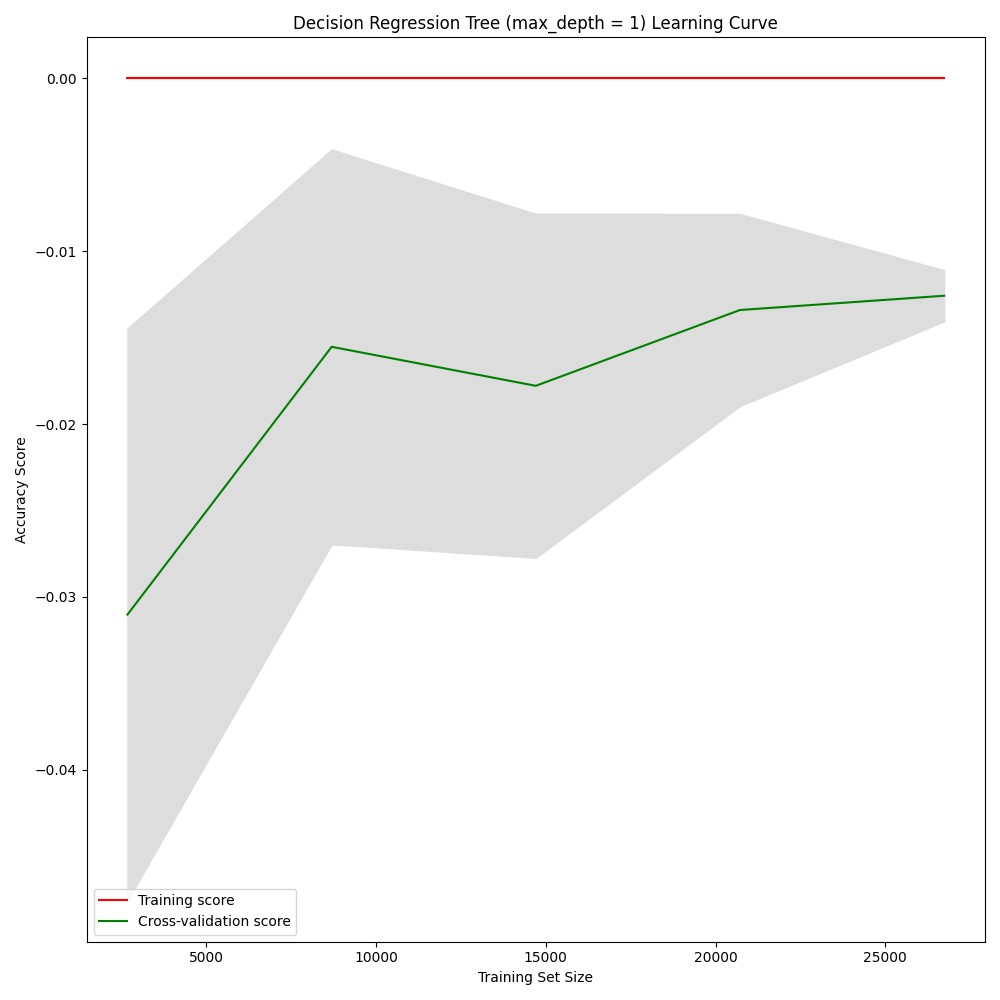 Decision Regression Tree (max_depth = 1) Learning Curve
0.00
−0.01
−0.02
−0.03
−0.04
Accuracy Score
Training score
Cross-validation score
5000 10000 15000 20000 25000
Training Set Size